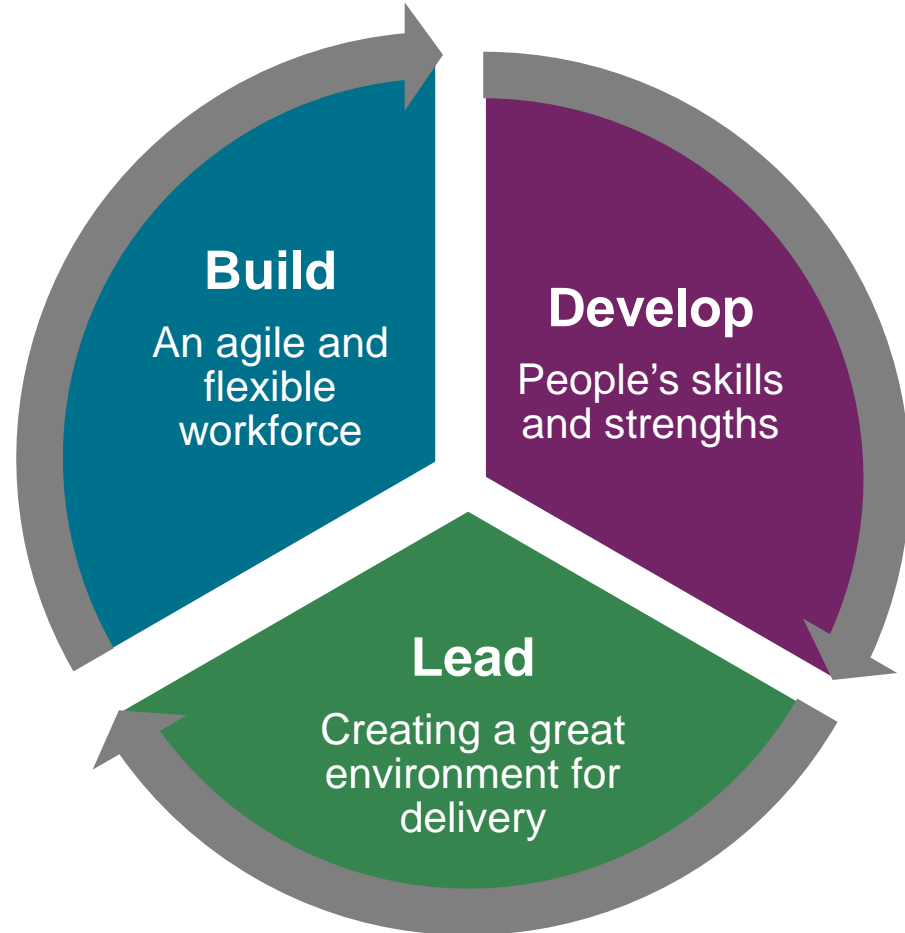 Build
An agile and
flexible
workforce
Develop
People’s skills
and strengths
Lead
Creating a great
environment for
delivery